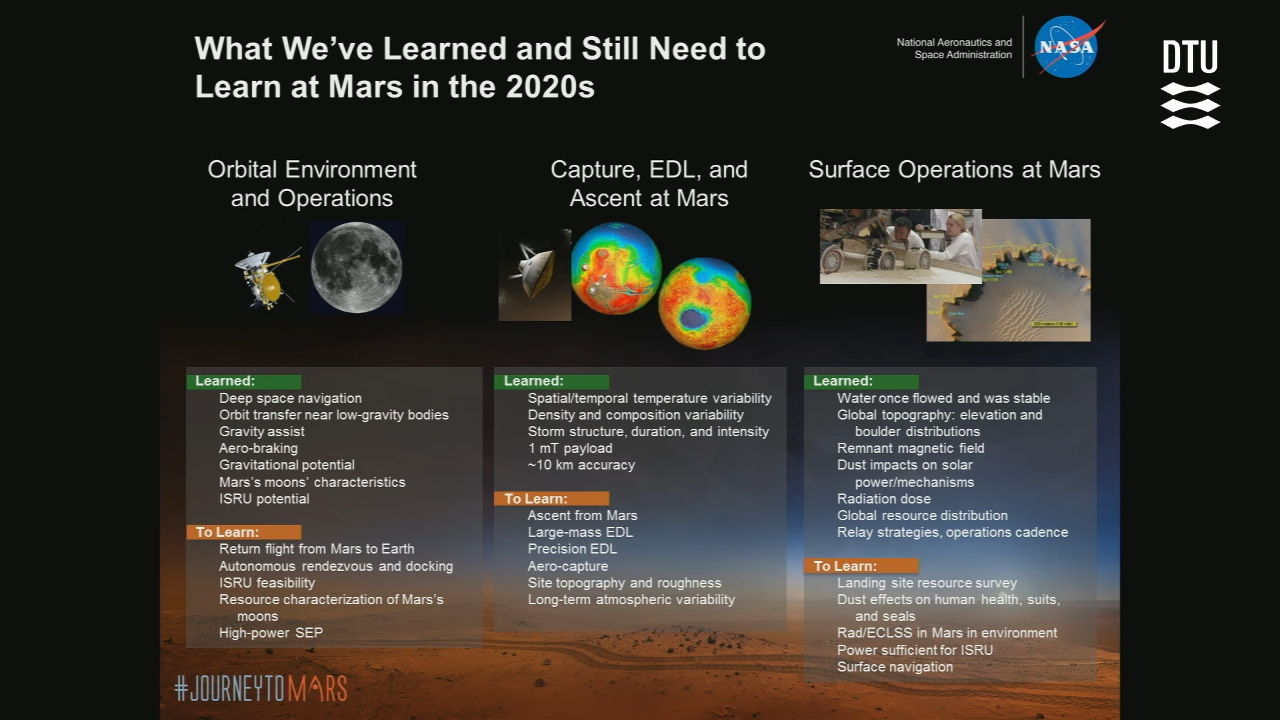 What We've Learned and Still Need to
Learn at Mars in the 2020s
National Aeronautics and
Space Administration
NASA
DTU
Orbital Environment
and Operations
Capture, EDL, and
Ascent at Mars
Surface Operations at Mars
Learned:
Deep space navigation
Orbit transfer near low-gravity bodies
Gravity assist
Aero-braking
Gravitational potential
Mars's moons' characteristics
ISRU potential
To Learn:
Return flight from Mars to Earth
Autonomous rendezvous and docking
ISRU feasibility
Resource characterization of Mars's
moons
High-power SEP
Learned:
Spatial/temporal temperature variability
Density and composition variability
Storm structure, duration, and intensity
1 mT payload
~10 km accuracy
To Learn:
Ascent from Mars
Large-mass EDL
Precision EDL
Aero-capture
Site topography and roughness
Long-term atmospheric variability
Learned:
Water once flowed and was stable
Global topography: elevation and
boulder distributions
Remnant magnetic field
Dust impacts on solar
power/mechanisms
Radiation dose
Global resource distribution
Relay strategies, operations cadence
To Learn:
Landing site resource survey
Dust effects on human health, suits,
and seals
Rad/ECLSS in Mars in environment
Power sufficient for ISRU
Surface navigation
#JOURNEYTOMARS